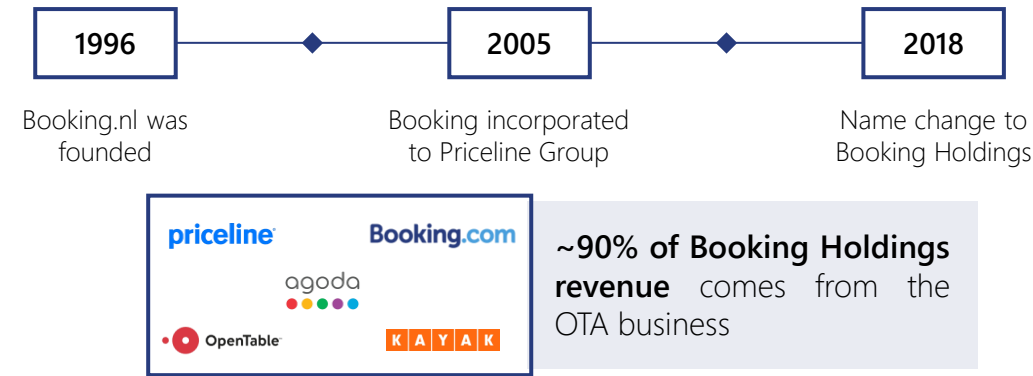 1996
2005
2018
Booking.nl was
founded
Booking incorporated
to Priceline Group
Name change to
Booking Holdings
priceline
Booking.com
agoda
OpenTable
KAYAK
~90% of Booking Holdings
revenue comes from the
OTA business